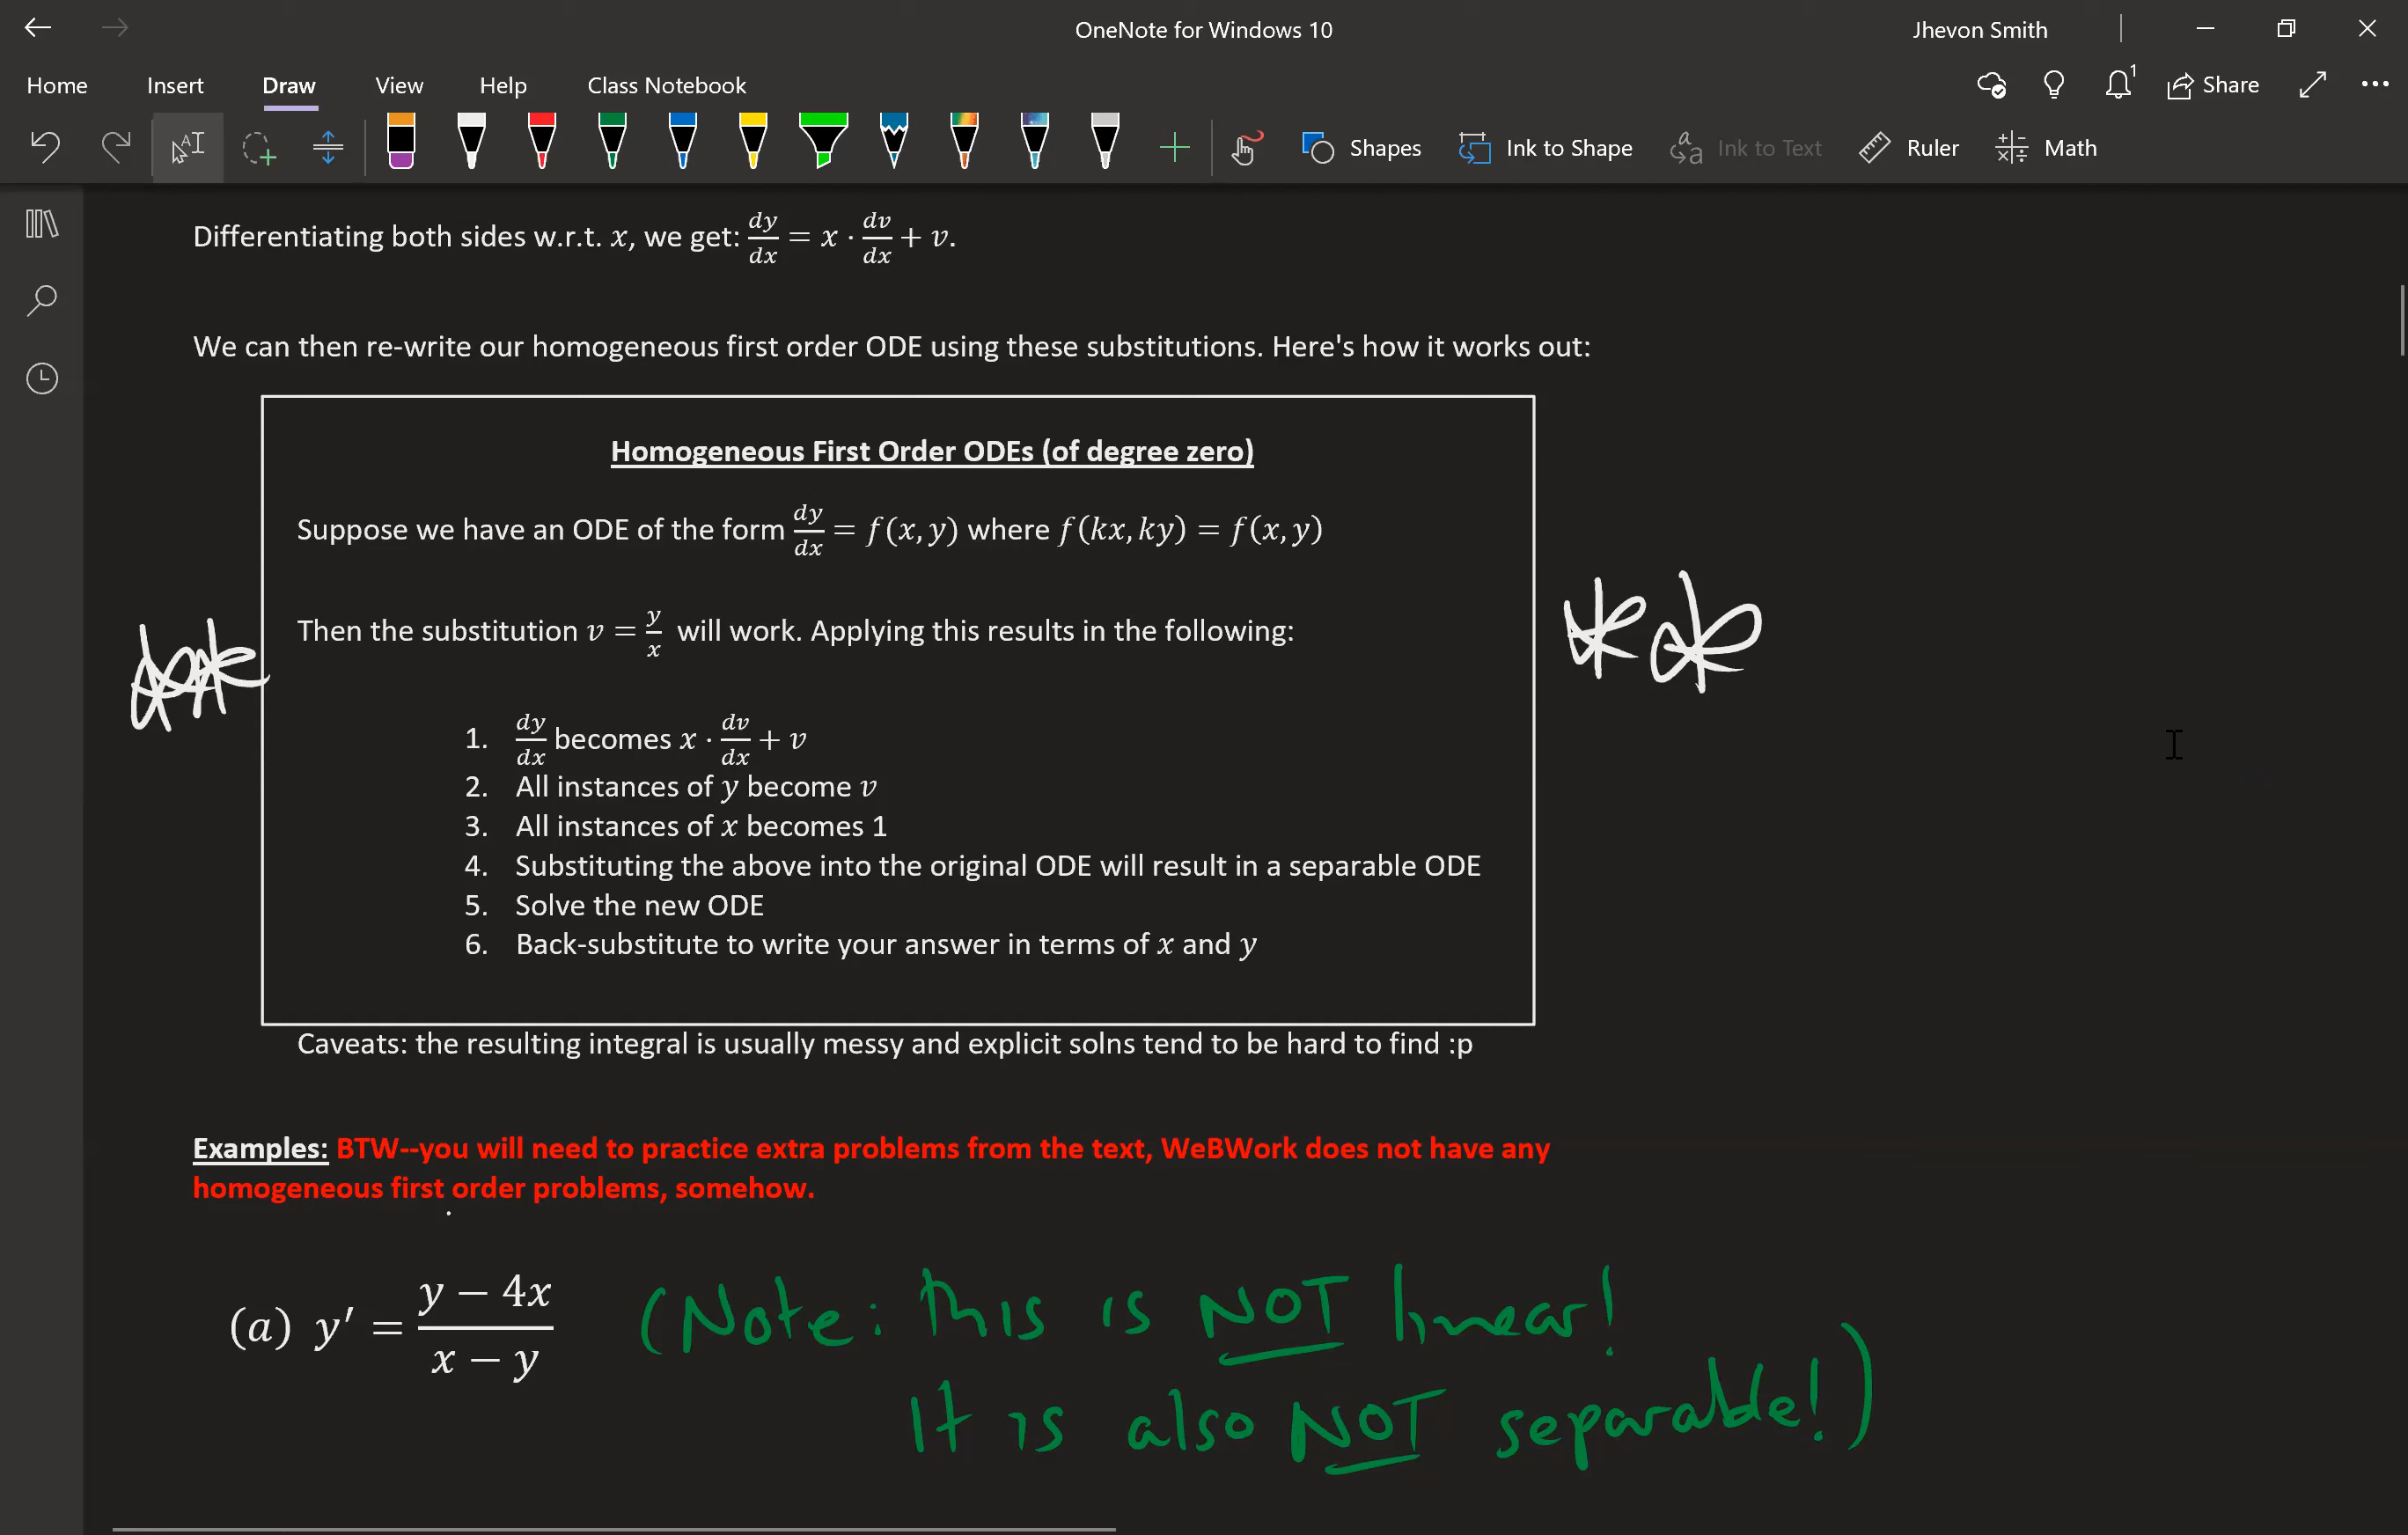 OneNote for Windows 10
Jhevon Smith
Home Insert Draw View Help Class Notebook
1 Share
Shapes Ink to Shape Ink to Text Ruler Math
Differentiating both sides w.r.t. x, we get: dy/dx = x · dv/dx + v.
We can then re-write our homogeneous first order ODE using these substitutions. Here's how it works out:
Homogeneous First Order ODEs (of degree zero)
Suppose we have an ODE of the form dy/dx = f(x, y) where f(kx, ky) = f(x, y)
Then the substitution v = y/x will work. Applying this results in the following:
1. dy/dx becomes x · dv/dx + v
2. All instances of y become v
3. All instances of x becomes 1
4. Substituting the above into the original ODE will result in a separable ODE
5. Solve the new ODE
6. Back-substitute to write your answer in terms of x and y
Caveats: the resulting integral is usually messy and explicit solns tend to be hard to find :p
Examples: BTW--you will need to practice extra problems from the text, WeBWork does not have any
homogeneous first order problems, somehow.
(a) y′ = (y − 4x)/(x − y) (Note: this is NOT linear!
It is also NOT separable!)